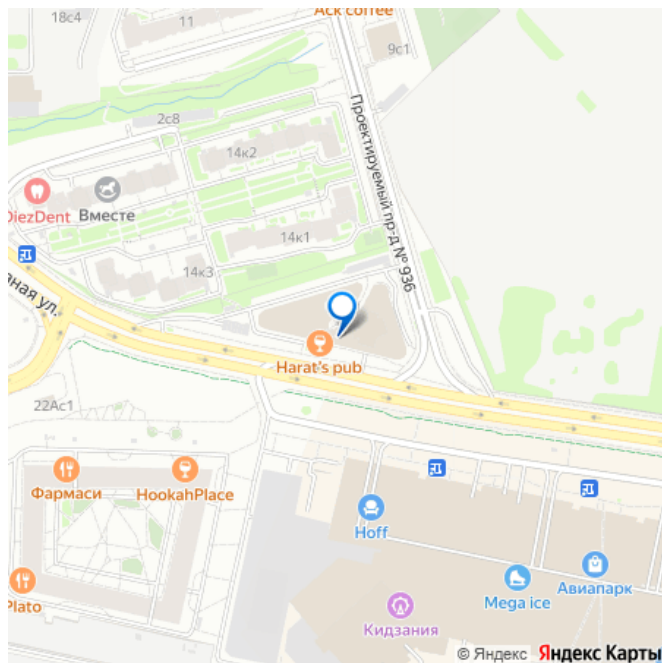 Ack coffee
18с4
11
9с1
Проектируемый пр-д № 936
2с8
14к2
DiezDent
Вместе
14к1
14к3
вная ул.
Harat's pub
22Ас1
Фармаси
HookahPlace
Hoff
Plato
Mega ice
Авиапарк
Кидзания
© Яндекс Яндекс Карты